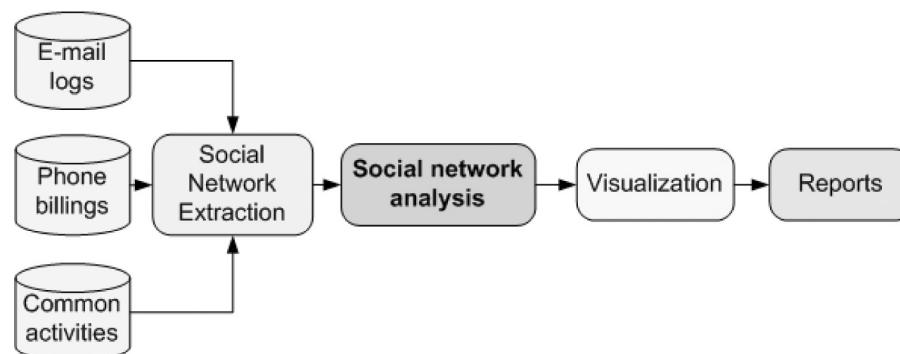 E-mail
logs
Phone
billings
Common
activities
Social
Network
Extraction
Social network
analysis
Visualization
Reports